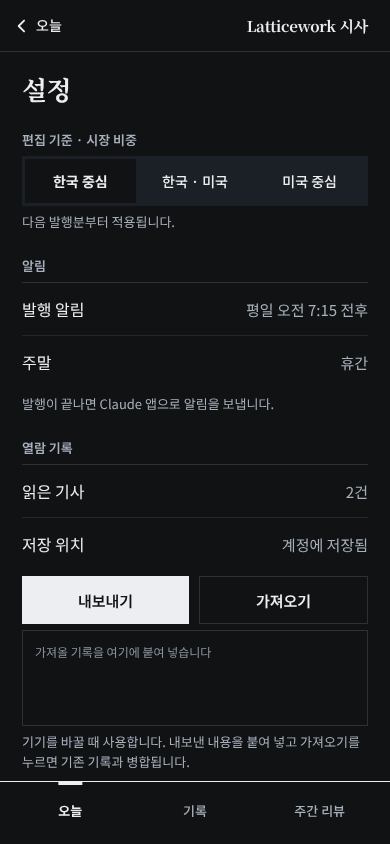 오늘
Latticework 시사
설정
편집 기준 · 시장 비중
한국 중심
한국 · 미국
미국 중심
다음 발행분부터 적용됩니다.
알림
발행 알림
평일 오전 7:15 전후
주말
휴간
발행이 끝나면 Claude 앱으로 알림을 보냅니다.
열람 기록
읽은 기사
2건
저장 위치
계정에 저장됨
내보내기
가져오기
가져올 기록을 여기에 붙여 넣습니다
기기를 바꿀 때 사용합니다. 내보낸 내용을 붙여 넣고 가져오기를
누르면 기존 기록과 병합됩니다.
오늘
기록
주간 리뷰